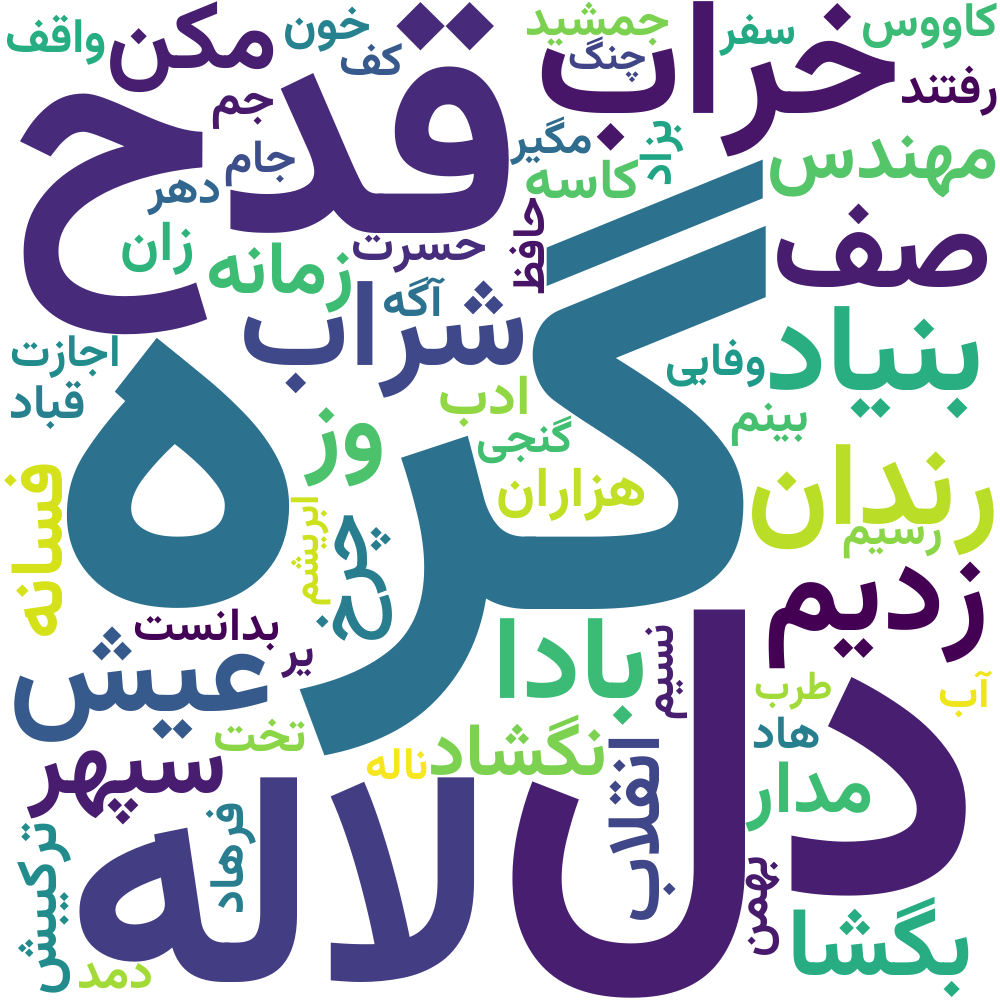 واقف
مکن
خون
کف
قدح
جمشید
چنگ
خراب
سفر
کاووس
رفتند
جم
جام
دهر
زان
زمانه
حسرت
آگه
حافظ
مگیر
کاسه
بزاد
مهندس
صف
شراب
گره
بنیاد
وفایی
بینم
اجازت
قباد
وز
ادب
گنجی
هزاران
رندان
رسیم
فسانه
ابریشم
چرخ
زدیم
بدانست
یر
عیش
بادا
نسیم
دل
طرب
آب
هاد
تخت
ناله
نگشاد
انقلاب
مدار
سپهر
لاله
فرهاد
ترکیبش
دمد
بهمن
بگشا